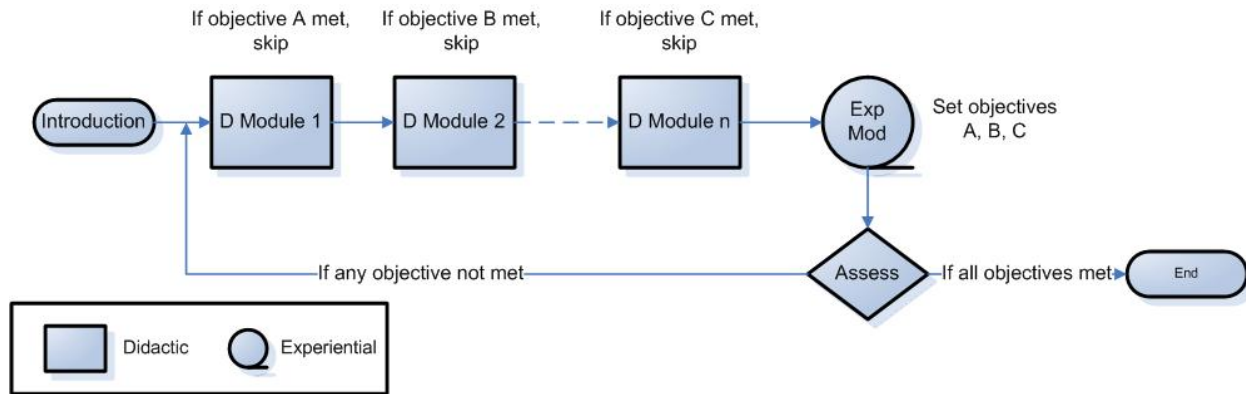 If objective A met,
skip
If objective B met,
skip
If objective C met,
skip
Introduction
D Module 1
D Module 2
D Module n
Exp
Mod
Set objectives
A, B, C
If any objective not met
Assess
If all objectives met
End
Didactic
Experiential